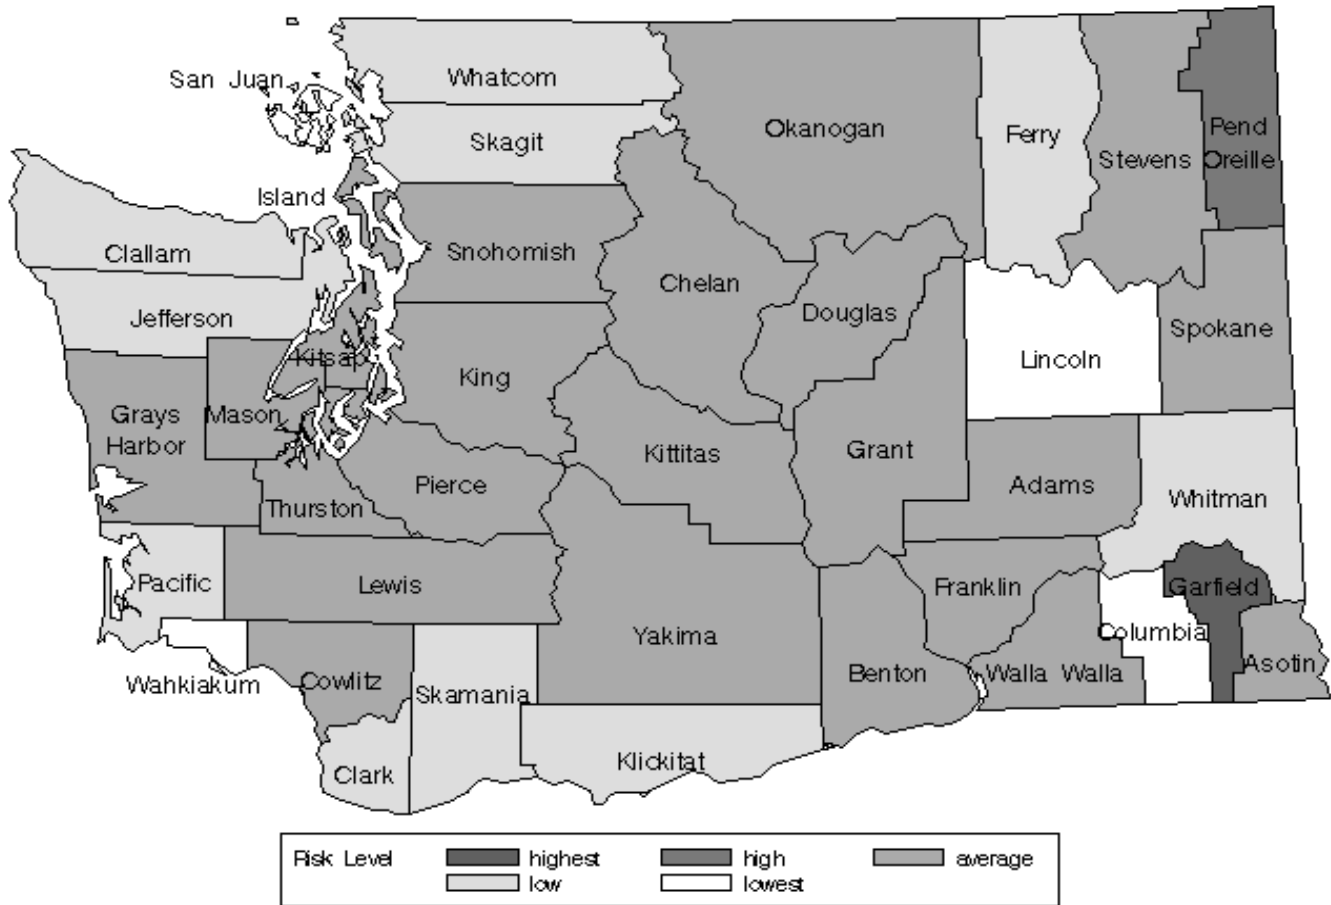 San Juan
Whatcom
Skagit
Okanogan
Ferry
Stevens
Pend
Oreille
Island
Clallam
Snohomish
Chelan
Douglas
Jefferson
Kitsap
King
Lincoln
Spokane
Grays
Harbor
Mason
Kittitas
Grant
Pierce
Adams
Whitman
Thurston
Pacific
Lewis
Franklin
Garfield
Yakima
Columbia
Wahkiakum
Cowlitz
Skamania
Benton
Walla Walla
Asotin
Clark
Klickitat
Risk Level highest high average
low lowest